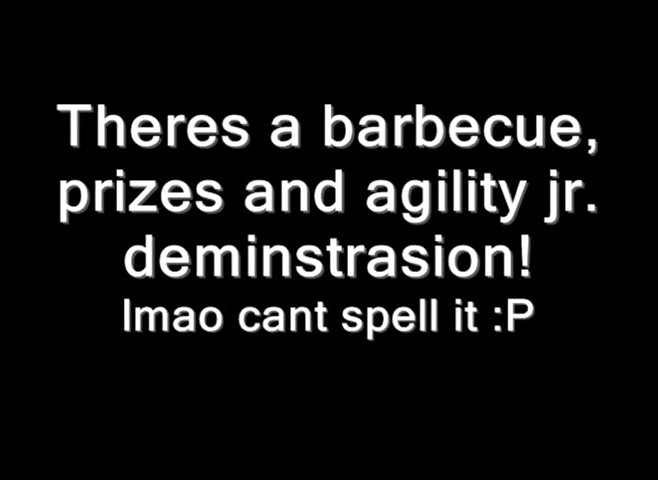 Theres a barbecue,
prizes and agility jr.
deminstrasion!
lmao cant spell it :P